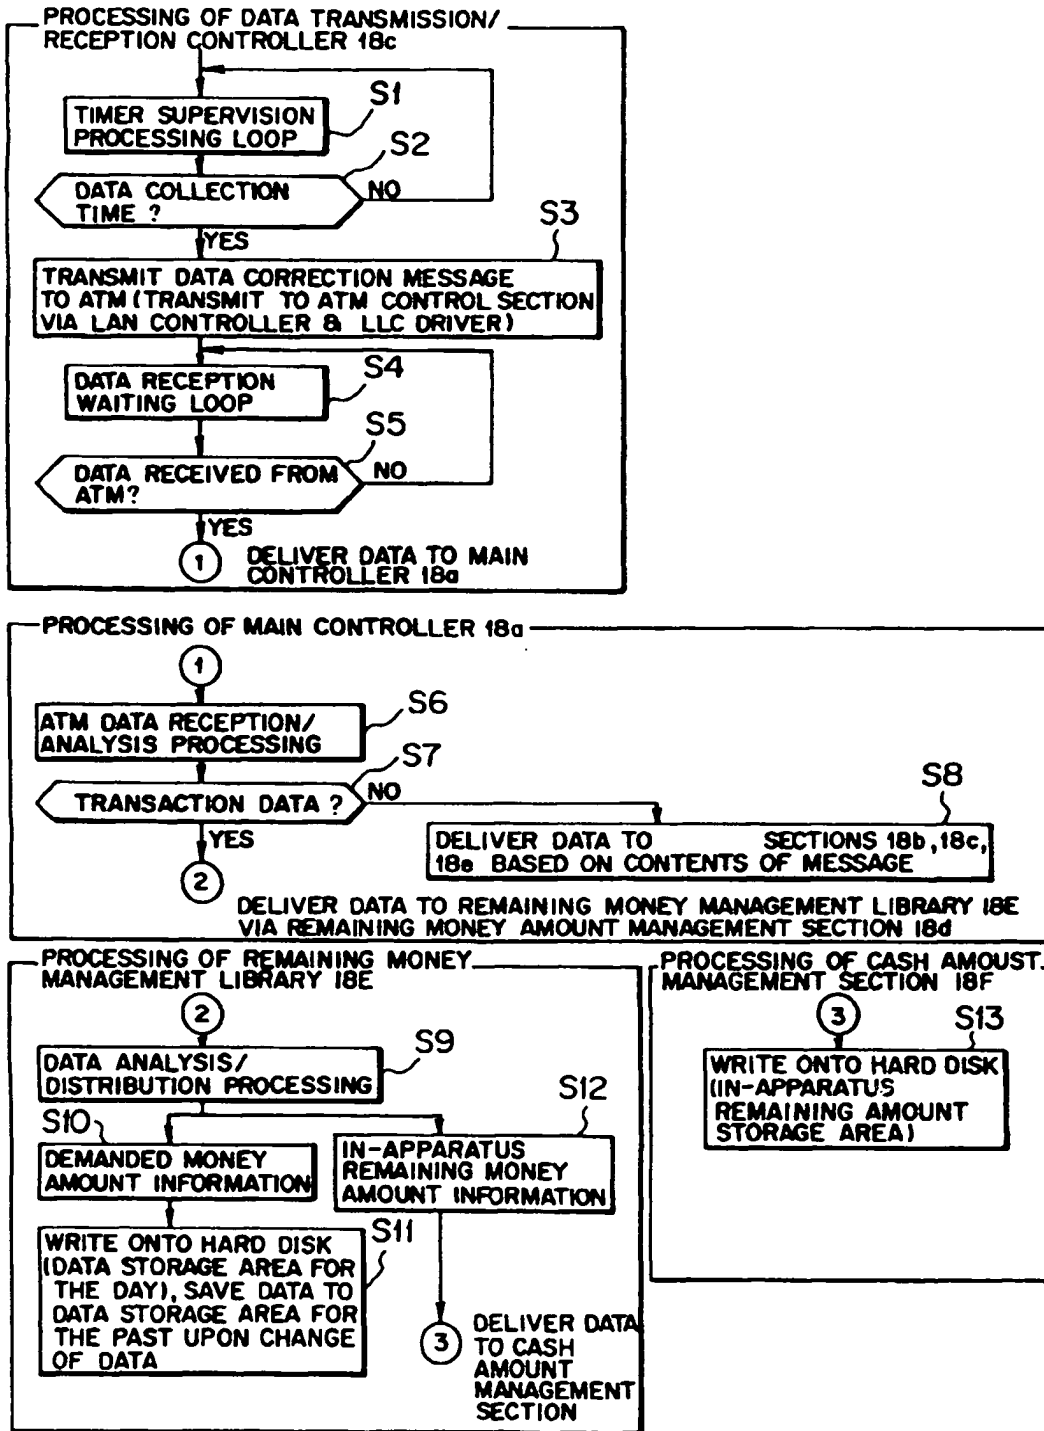 PROCESSING OF DATA TRANSMISSION/
RECEPTION CONTROLLER 18c
S1
TIMER SUPERVISION
PROCESSING LOOP
S2
DATA COLLECTION
TIME ?
NO
YES
S3
TRANSMIT DATA CORRECTION MESSAGE
TO ATM (TRANSMIT TO ATM CONTROL SECTION
VIA LAN CONTROLLER & LLC DRIVER)
S4
DATA RECEPTION
WAITING LOOP
S5
DATA RECEIVED FROM
ATM?
NO
YES
1
DELIVER DATA TO MAIN
CONTROLLER 18a
PROCESSING OF MAIN CONTROLLER 18a
1
S6
ATM DATA RECEPTION/
ANALYSIS PROCESSING
S7
TRANSACTION DATA ?
NO
YES
S8
DELIVER DATA TO SECTIONS 18b, 18c,
18e BASED ON CONTENTS OF MESSAGE
2
DELIVER DATA TO REMAINING MONEY MANAGEMENT LIBRARY 18E
VIA REMAINING MONEY AMOUNT MANAGEMENT SECTION 18d
PROCESSING OF REMAINING MONEY
MANAGEMENT LIBRARY 18E
2
S9
DATA ANALYSIS/
DISTRIBUTION PROCESSING
S10
DEMANDED MONEY
AMOUNT INFORMATION
S12
IN-APPARATUS
REMAINING MONEY
AMOUNT INFORMATION
S11
WRITE ONTO HARD DISK
(DATA STORAGE AREA FOR
THE DAY), SAVE DATA TO
DATA STORAGE AREA FOR
THE PAST UPON CHANGE
OF DATA
3
DELIVER DATA
TO CASH
AMOUNT
MANAGEMENT
SECTION
PROCESSING OF CASH AMOUST
MANAGEMENT SECTION 18F
3
S13
WRITE ONTO HARD DISK
(IN-APPARATUS
REMAINING AMOUNT
STORAGE AREA)